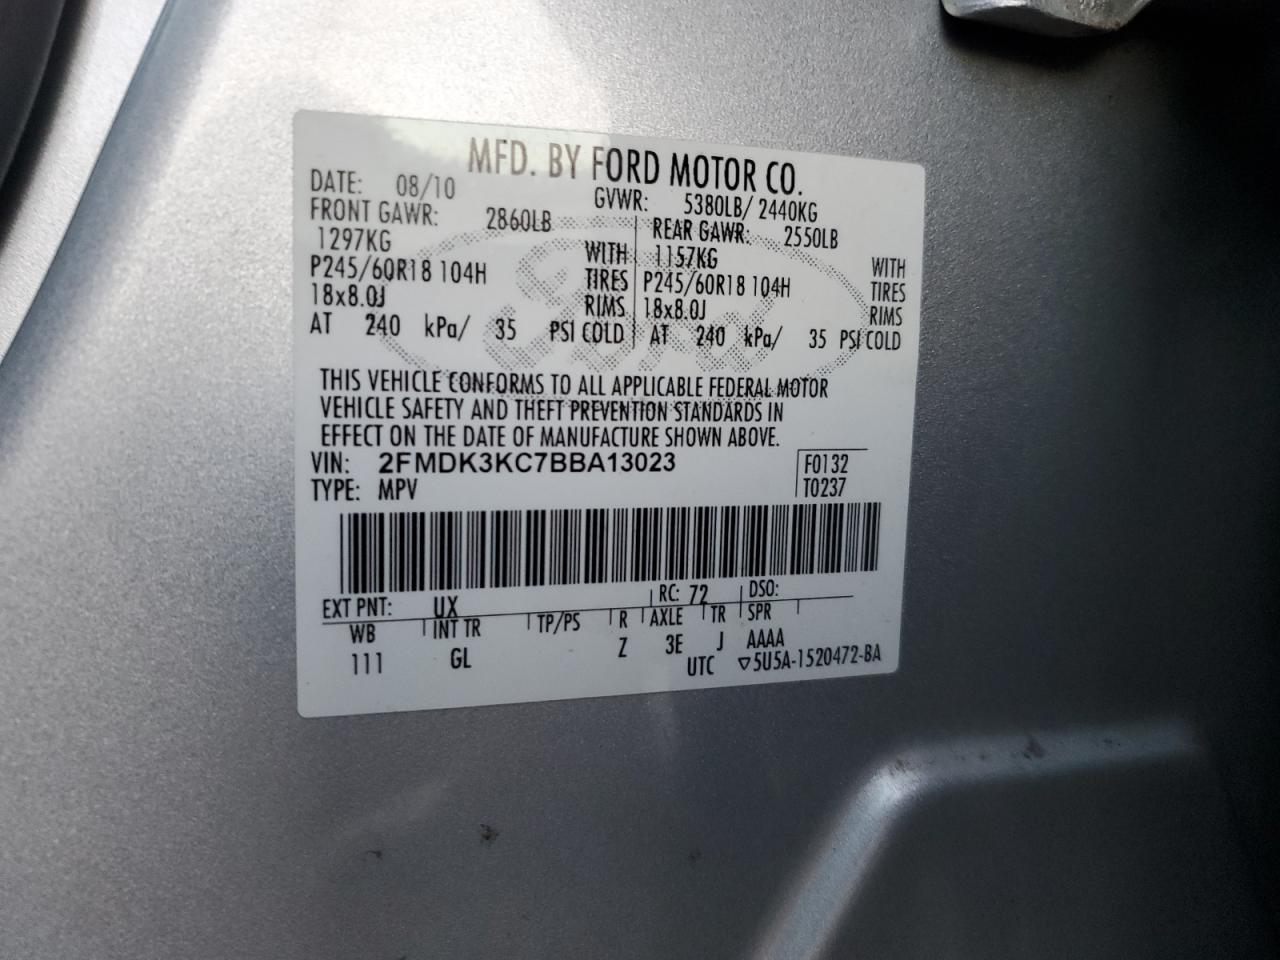 MFD. BY FORD MOTOR CO.
DATE: 08/10 GVWR: 5380LB/ 2440KG
FRONT GAWR: 2860LB REAR GAWR: 2550LB
1297KG WITH 1157KG WITH
P245/60R18 104H TIRES P245/60R18 104H TIRES
18x8.0J RIMS 18x8.0J RIMS
AT 240 kPa/ 35 PSI COLD AT 240 kPa/ 35 PSI COLD
Ford
THIS VEHICLE CONFORMS TO ALL APPLICABLE FEDERAL MOTOR
VEHICLE SAFETY AND THEFT PREVENTION STANDARDS IN
EFFECT ON THE DATE OF MANUFACTURE SHOWN ABOVE.
VIN: 2FMDK3KC7BBA13023 F0132
TYPE: MPV T0237
EXT PNT: UX RC: 72 DSO:
WB INT TR TP/PS R AXLE TR SPR
111 GL Z 3E J AAAA
UTC ▽5U5A-1520472-BA